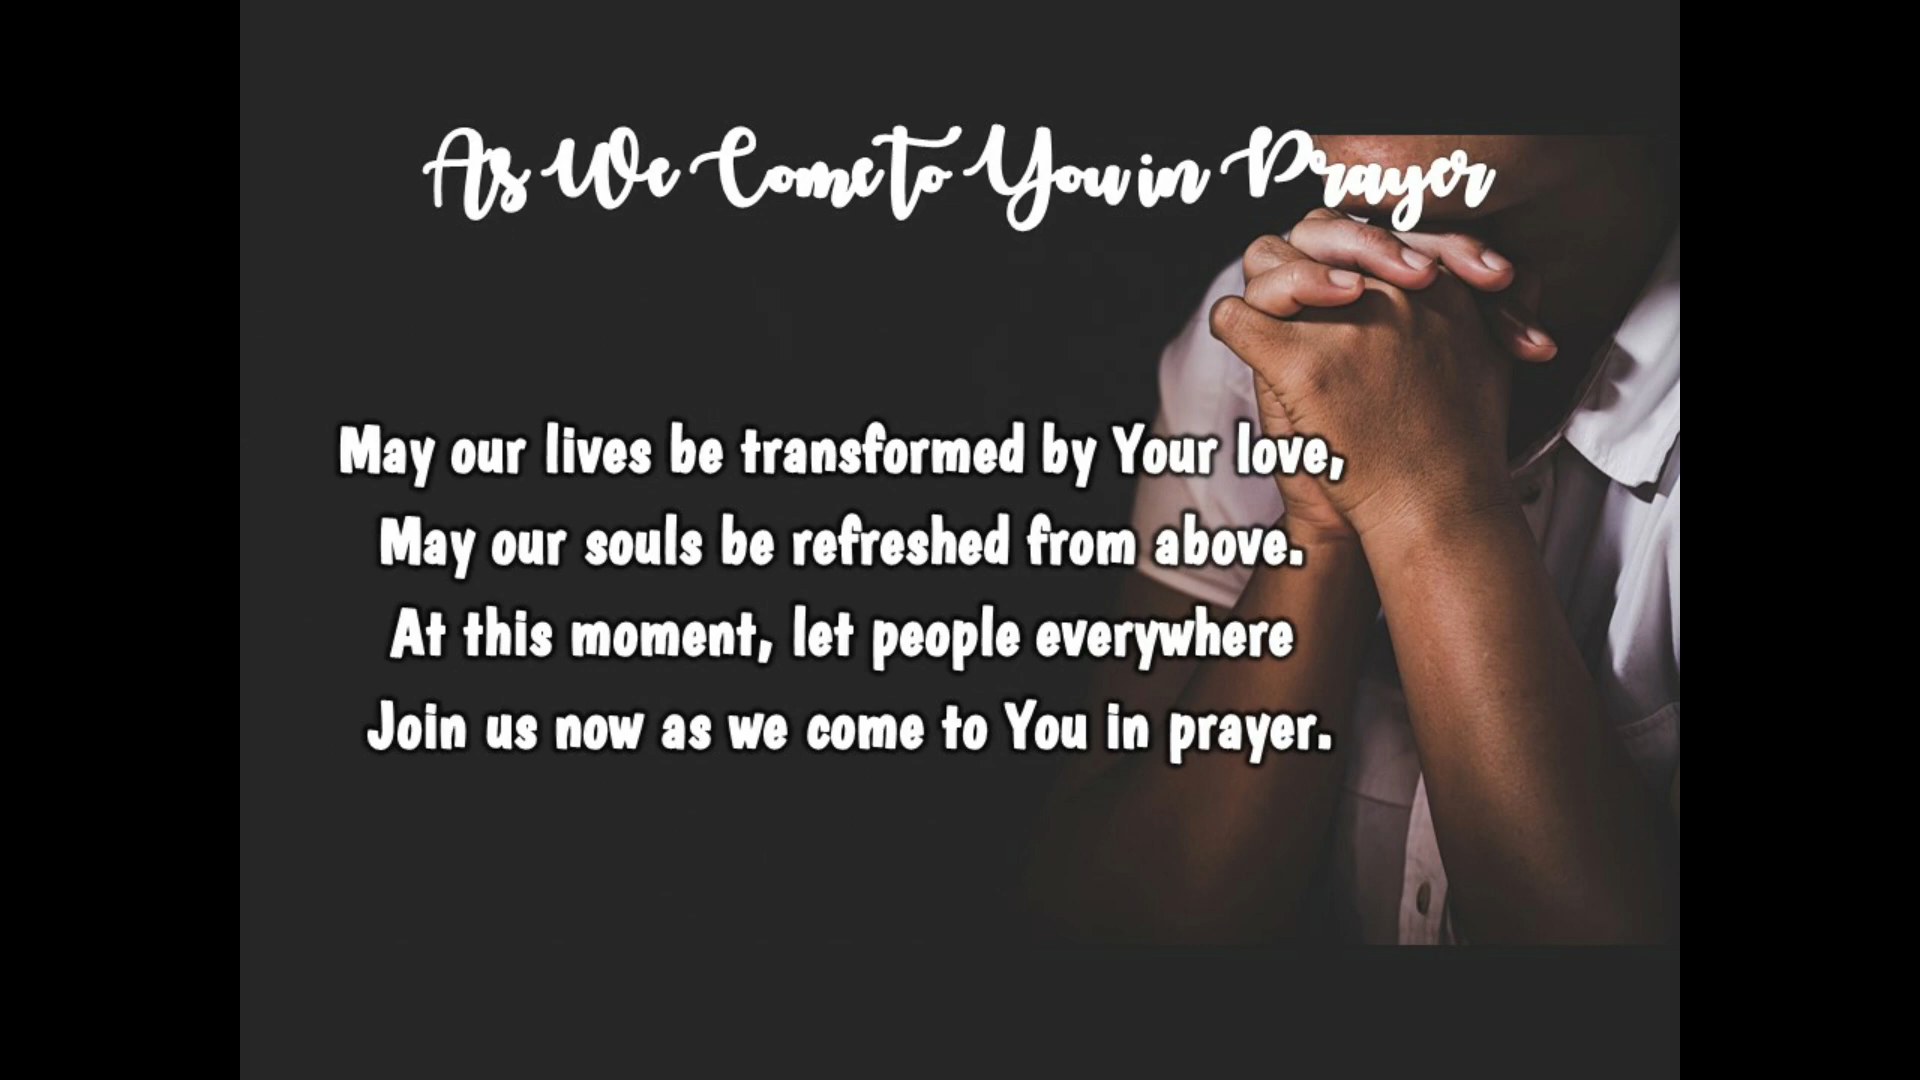 As We Come to You in Prayer
May our lives be transformed by Your love,
May our souls be refreshed from above.
At this moment, let people everywhere
Join us now as we come to You in prayer.